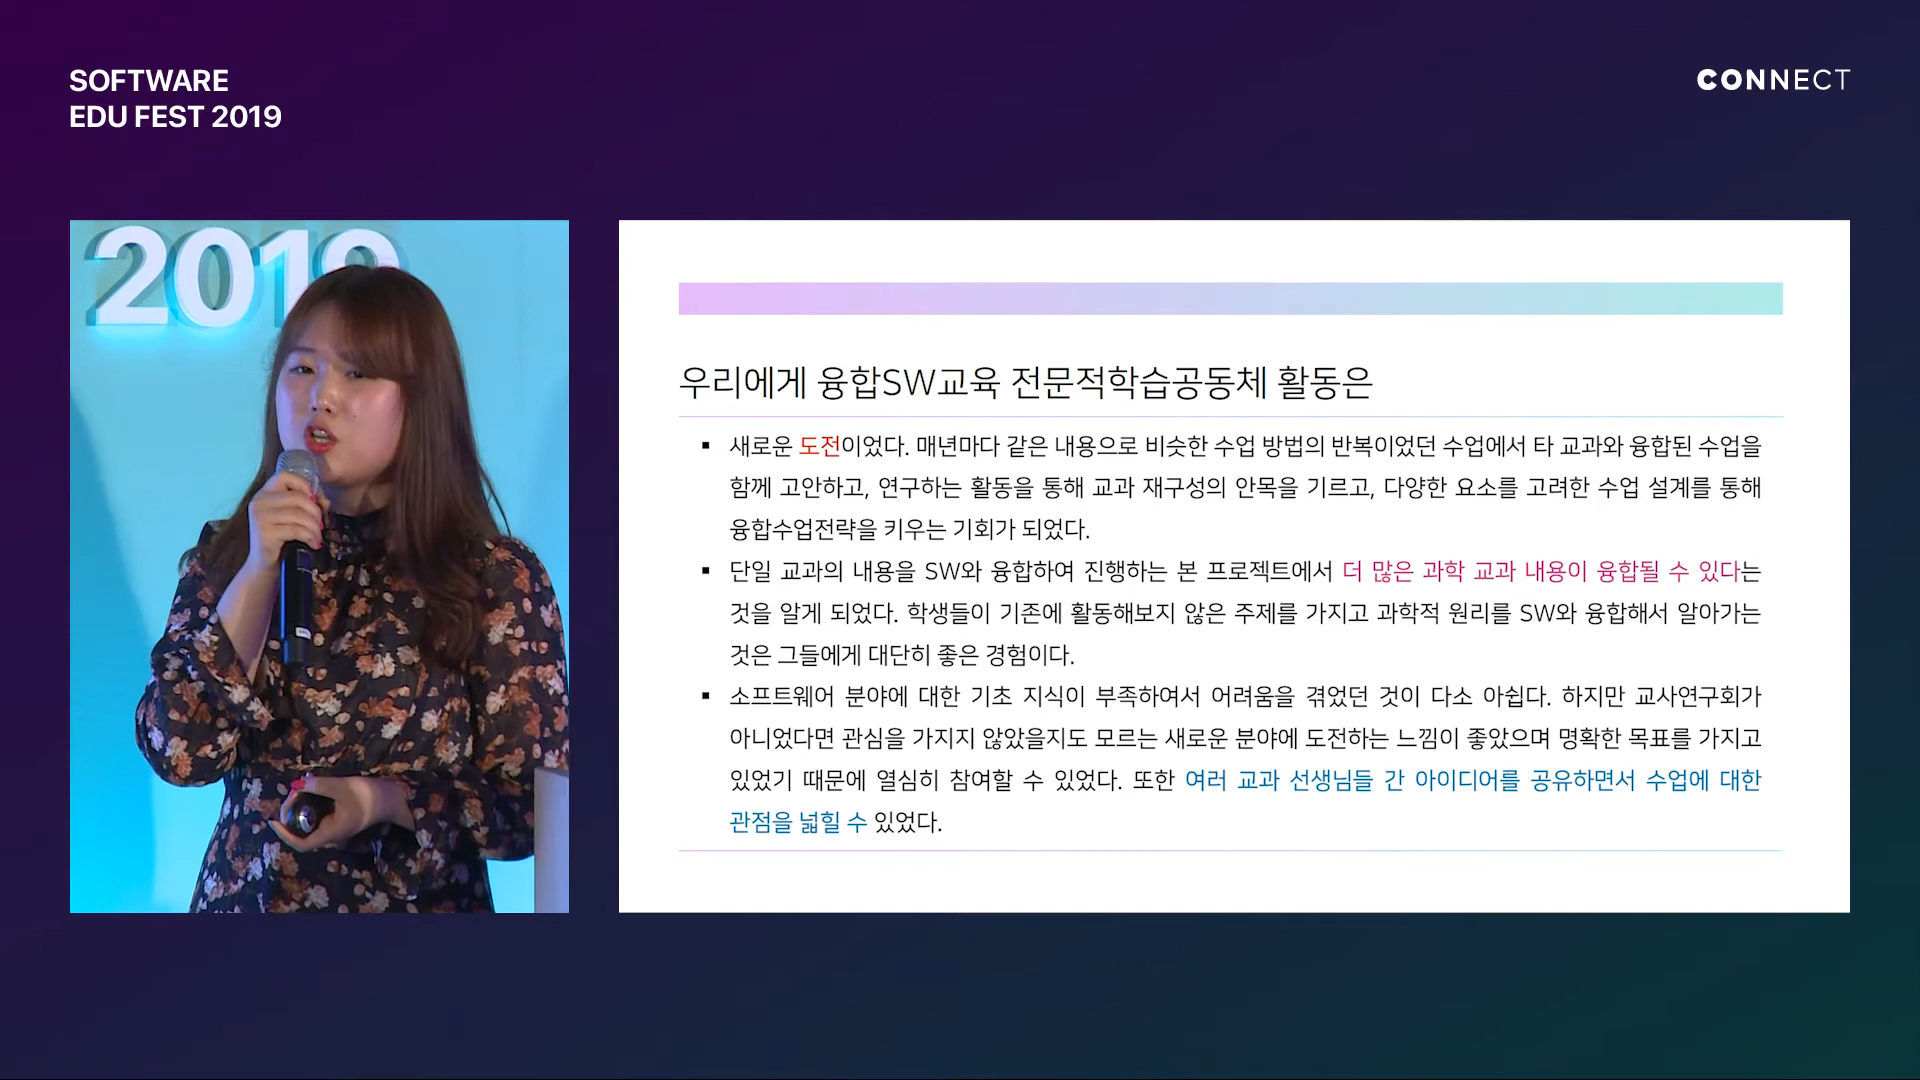 SOFTWARE
EDU FEST 2019
CONNECT
2019
우리에게 융합SW교육 전문적학습공동체 활동은
▪ 새로운 도전이었다. 매년마다 같은 내용으로 비슷한 수업 방법의 반복이었던 수업에서 타 교과와 융합된 수업을
함께 고안하고, 연구하는 활동을 통해 교과 재구성의 안목을 기르고, 다양한 요소를 고려한 수업 설계를 통해
융합수업전략을 키우는 기회가 되었다.
▪ 단일 교과의 내용을 SW와 융합하여 진행하는 본 프로젝트에서 더 많은 과학 교과 내용이 융합될 수 있다는
것을 알게 되었다. 학생들이 기존에 활동해보지 않은 주제를 가지고 과학적 원리를 SW와 융합해서 알아가는
것은 그들에게 대단히 좋은 경험이다.
▪ 소프트웨어 분야에 대한 기초 지식이 부족하여서 어려움을 겪었던 것이 다소 아쉽다. 하지만 교사연구회가
아니었다면 관심을 가지지 않았을지도 모르는 새로운 분야에 도전하는 느낌이 좋았으며 명확한 목표를 가지고
있었기 때문에 열심히 참여할 수 있었다. 또한 여러 교과 선생님들 간 아이디어를 공유하면서 수업에 대한
관점을 넓힐 수 있었다.